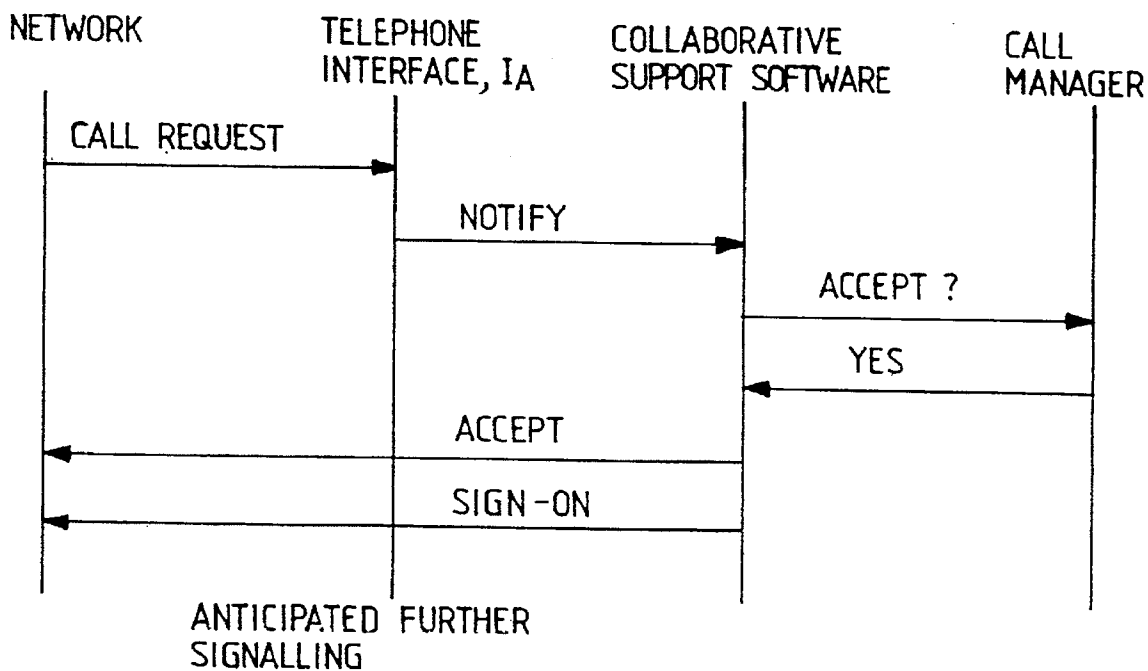 NETWORK
TELEPHONE
INTERFACE, IA
COLLABORATIVE
SUPPORT SOFTWARE
CALL
MANAGER
CALL REQUEST
NOTIFY
ACCEPT ?
YES
ACCEPT
SIGN-ON
ANTICIPATED FURTHER
SIGNALLING